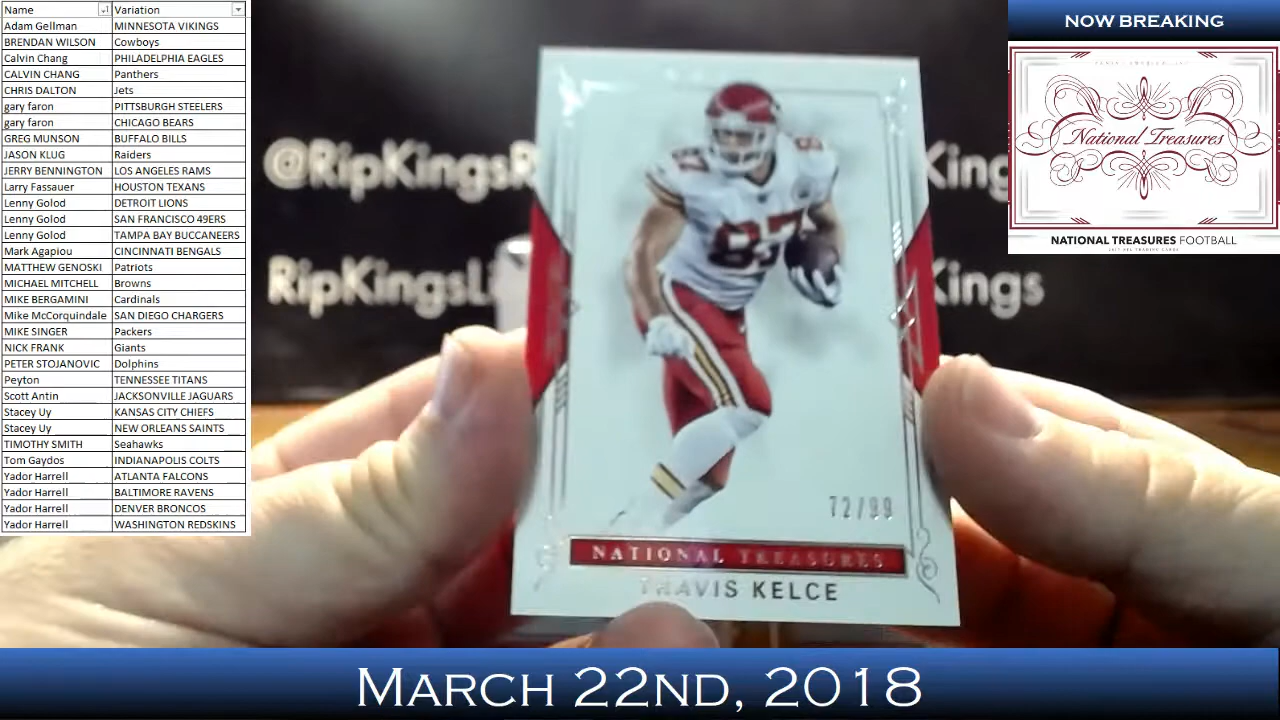 Name Variation
Adam Gellman MINNESOTA VIKINGS
BRENDAN WILSON Cowboys
Calvin Chang PHILADELPHIA EAGLES
CALVIN CHANG Panthers
CHRIS DALTON Jets
gary faron PITTSBURGH STEELERS
gary faron CHICAGO BEARS
GREG MUNSON BUFFALO BILLS
JASON KLUG Raiders
JERRY BENNINGTON LOS ANGELES RAMS
Larry Fassauer HOUSTON TEXANS
Lenny Golod DETROIT LIONS
Lenny Golod SAN FRANCISCO 49ERS
Lenny Golod TAMPA BAY BUCCANEERS
Mark Agapiou CINCINNATI BENGALS
MATTHEW GENOSKI Patriots
MICHAEL MITCHELL Browns
MIKE BERGAMINI Cardinals
Mike McCorquindale SAN DIEGO CHARGERS
MIKE SINGER Packers
NICK FRANK Giants
PETER STOJANOVIC Dolphins
Peyton TENNESSEE TITANS
Scott Antin JACKSONVILLE JAGUARS
Stacey Uy KANSAS CITY CHIEFS
Stacey Uy NEW ORLEANS SAINTS
TIMOTHY SMITH Seahawks
Tom Gaydos INDIANAPOLIS COLTS
Yador Harrell ATLANTA FALCONS
Yador Harrell BALTIMORE RAVENS
Yador Harrell DENVER BRONCOS
Yador Harrell WASHINGTON REDSKINS
@RipKingsR King
RipKingsLi Kings
87
87
72/99
NATIONAL TREASURES
TRAVIS KELCE
NOW BREAKING
National Treasures
NATIONAL TREASURES FOOTBALL
MARCH 22ND, 2018